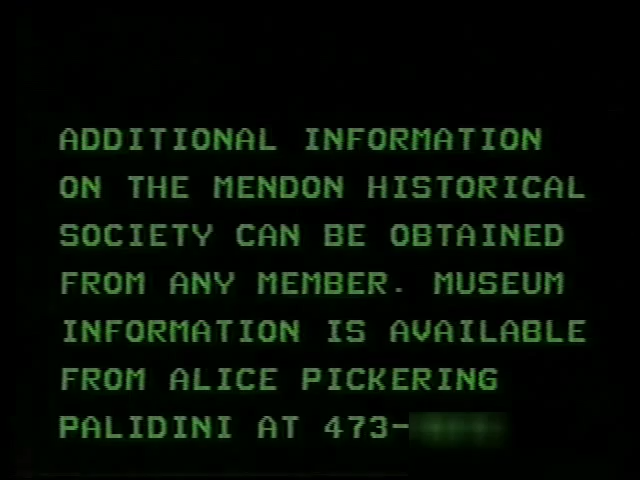 ADDITIONAL INFORMATION
ON THE MENDON HISTORICAL
SOCIETY CAN BE OBTAINED
FROM ANY MEMBER. MUSEUM
INFORMATION IS AVAILABLE
FROM ALICE PICKERING
PALIDINI AT 473-